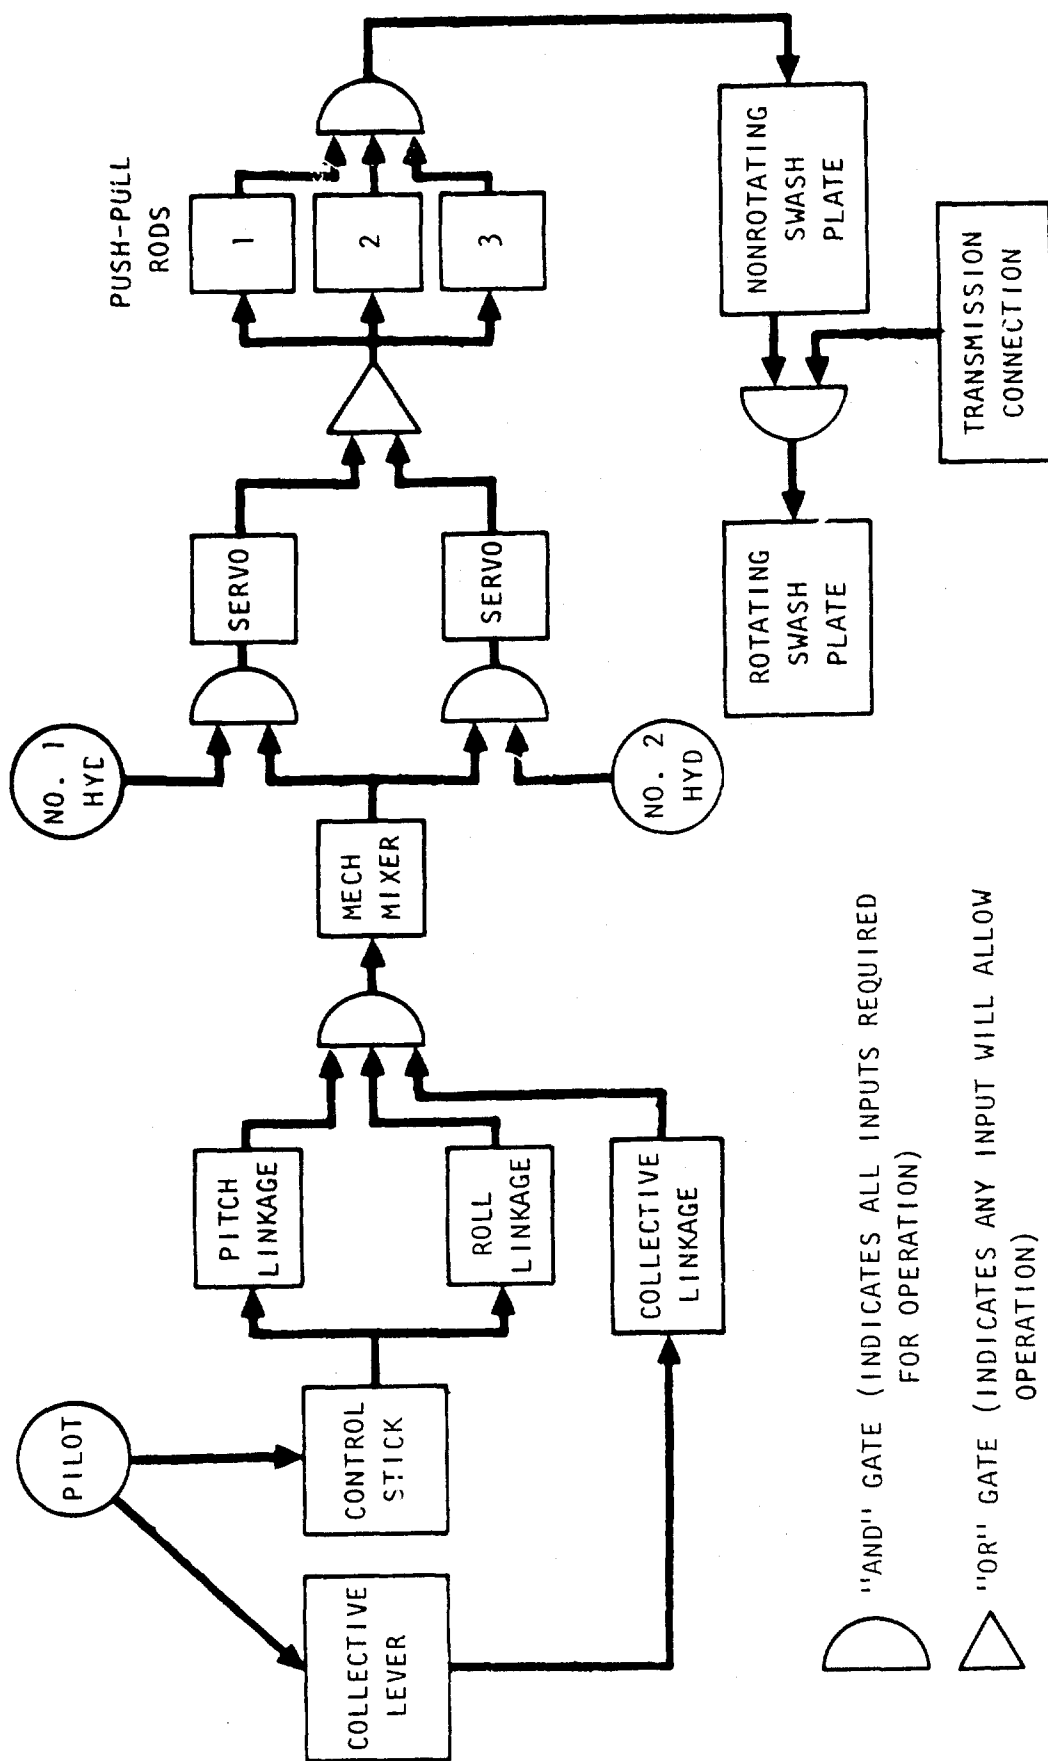 PILOT
COLLECTIVE
LEVER
CONTROL
STICK
PITCH
LINKAGE
ROLL
LINKAGE
COLLECTIVE
LINKAGE
MECH
MIXER
NO. 1
HYD
NO. 2
HYD
SERVO
SERVO
PUSH-PULL
RODS
1
2
3
NONROTATING
SWASH
PLATE
TRANSMISSION
CONNECTION
ROTATING
SWASH
PLATE
"AND" GATE (INDICATES ALL INPUTS REQUIRED
FOR OPERATION)
"OR" GATE (INDICATES ANY INPUT WILL ALLOW
OPERATION)